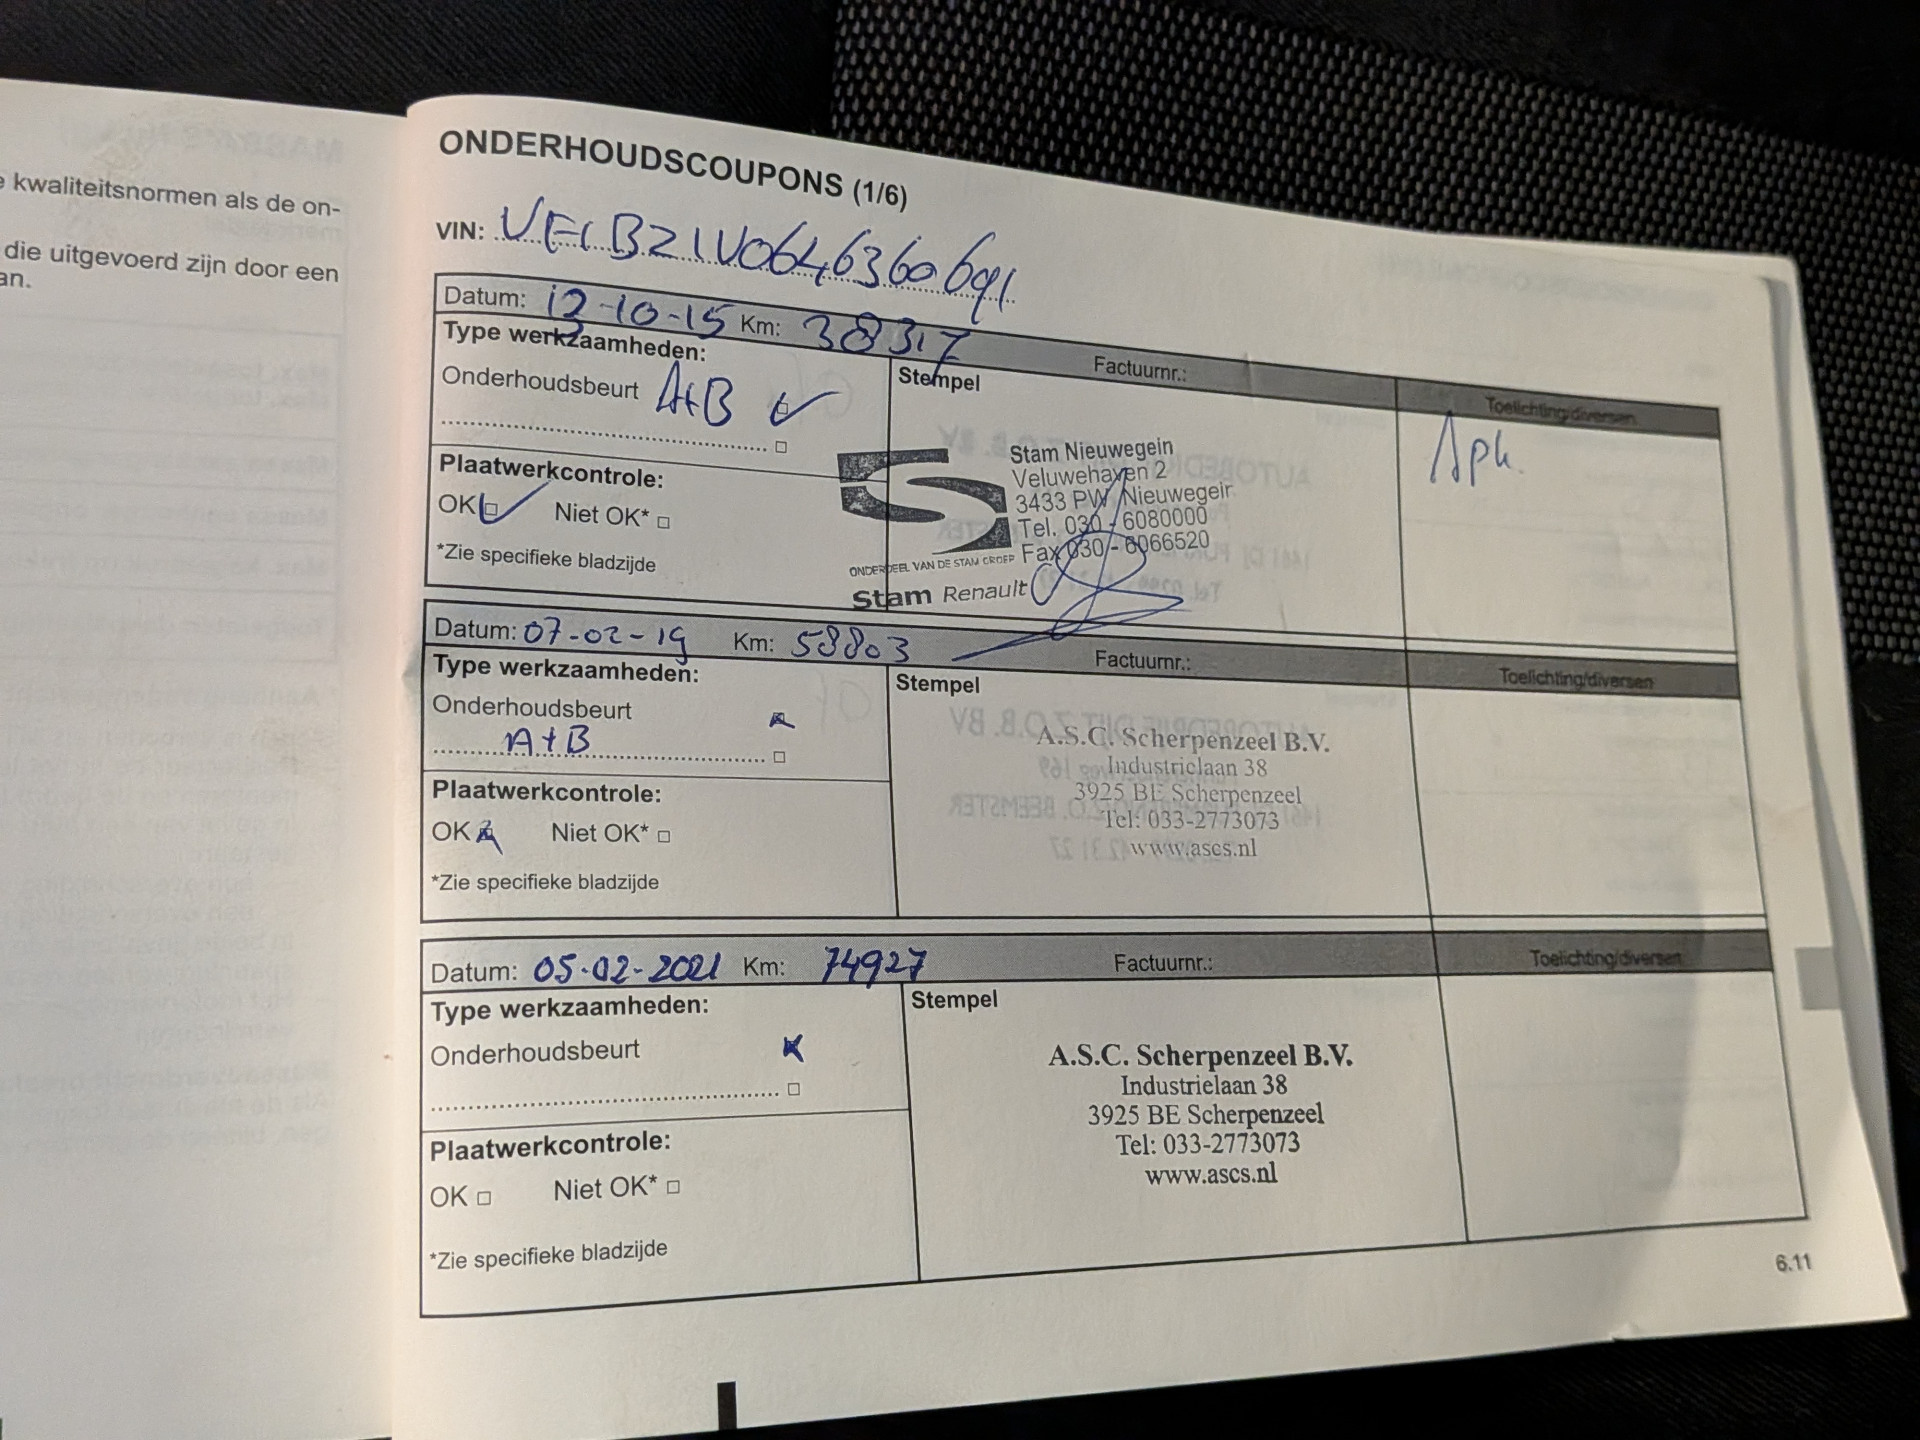 e kwaliteitsnormen als de on-
die uitgevoerd zijn door een
an.
ONDERHOUDSCOUPONS (1/6)
VIN:
Datum: 12-10-15 Km: 38317 Factuurnr.: Toelichting/diversen
Type werkzaamheden:
Onderhoudsbeurt A+B
Plaatwerkcontrole:
OK Niet OK*
*Zie specifieke bladzijde
Stempel
Stam Nieuwegein
Veluwehaven 2
3433 PW Nieuwegein
Tel. 030 - 6080000
Fax 030 - 6066520
ONDERDEEL VAN DE STAM GROEP
Stam Renault
Apk.
Datum: 07-02-19 Km: 58803 Factuurnr.: Toelichting/diversen
Type werkzaamheden:
Onderhoudsbeurt
A+B
Plaatwerkcontrole:
OK Niet OK*
*Zie specifieke bladzijde
Stempel
A.S.C. Scherpenzeel B.V.
Industrielaan 38
3925 BE Scherpenzeel
Tel: 033-2773073
www.ascs.nl
Datum: 05-02-2021 Km: 74927 Factuurnr.: Toelichting/diversen
Type werkzaamheden:
Onderhoudsbeurt
Plaatwerkcontrole:
OK Niet OK*
*Zie specifieke bladzijde
Stempel
A.S.C. Scherpenzeel B.V.
Industrielaan 38
3925 BE Scherpenzeel
Tel: 033-2773073
www.ascs.nl
6.11